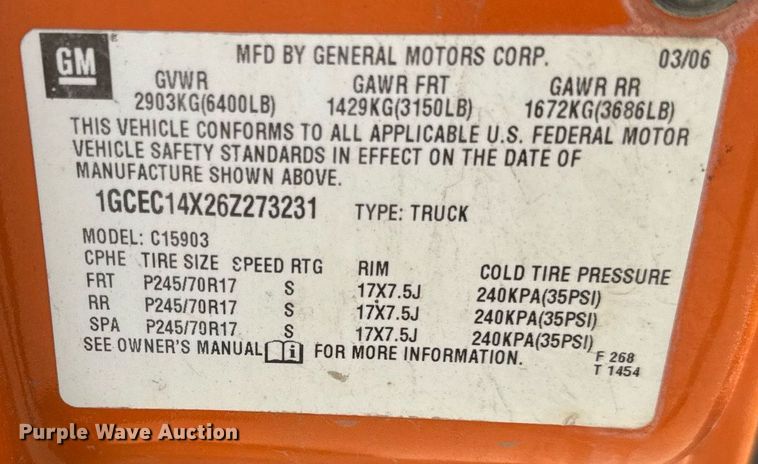 GM
MFD BY GENERAL MOTORS CORP. 03/06
GVWR GAWR FRT GAWR RR
2903KG(6400LB) 1429KG(3150LB) 1672KG(3686LB)
THIS VEHICLE CONFORMS TO ALL APPLICABLE U.S. FEDERAL MOTOR
VEHICLE SAFETY STANDARDS IN EFFECT ON THE DATE OF
MANUFACTURE SHOWN ABOVE.
1GCEC14X26Z273231 TYPE: TRUCK
MODEL: C15903
CPHE TIRE SIZE SPEED RTG RIM COLD TIRE PRESSURE
FRT P245/70R17 S 17X7.5J 240KPA(35PSI)
RR P245/70R17 S 17X7.5J 240KPA(35PSI)
SPA P245/70R17 S 17X7.5J 240KPA(35PSI)
SEE OWNER'S MANUAL i FOR MORE INFORMATION.
F 268
T 1454
Purple Wave Auction